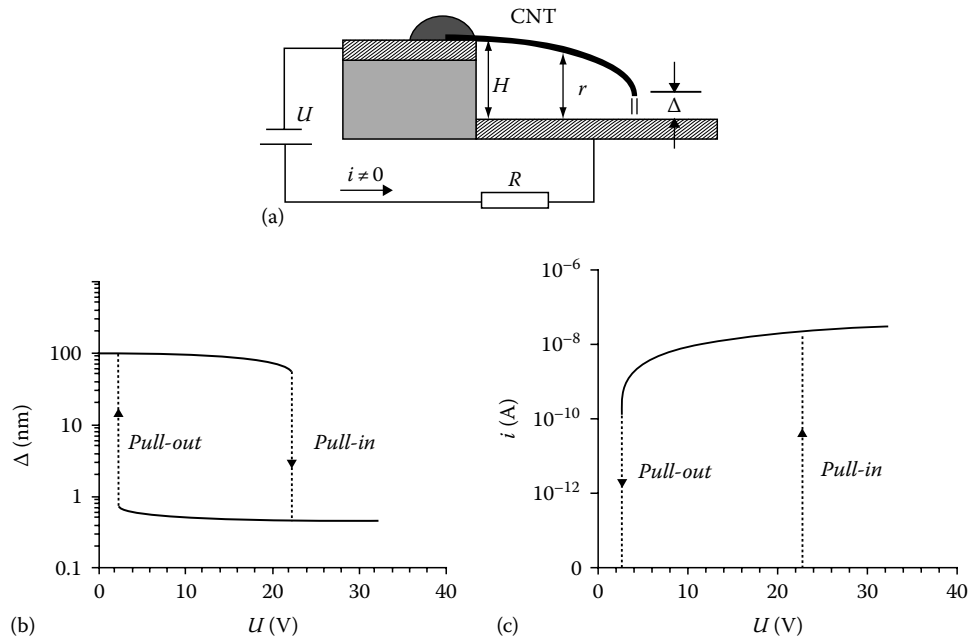 CNT
H
r
Δ
U
i ≠ 0
R
(a)
100
10
1
0.1
Δ (nm)
Pull-out
Pull-in
0 10 20 30 40
(b)
U (V)
10⁻⁶
10⁻⁸
10⁻¹⁰
10⁻¹²
0
i (A)
Pull-out
Pull-in
0 10 20 30 40
(c)
U (V)